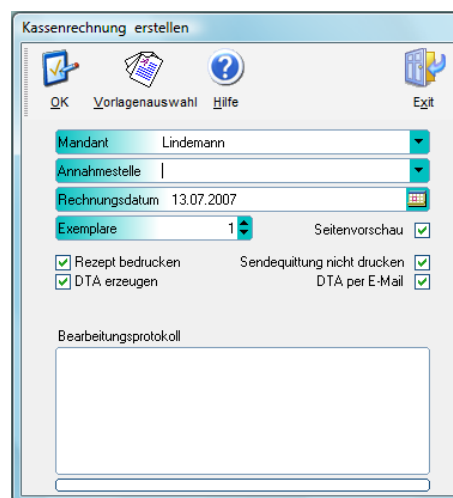 Kassenrechnung erstellen
OK Vorlagenauswahl Hilfe Exit
Mandant Lindemann
Annahmestelle
Rechnungsdatum 13.07.2007
Exemplare 1 Seitenvorschau
Rezept bedrucken Sendequittung nicht drucken
DTA erzeugen DTA per E-Mail
Bearbeitungsprotokoll